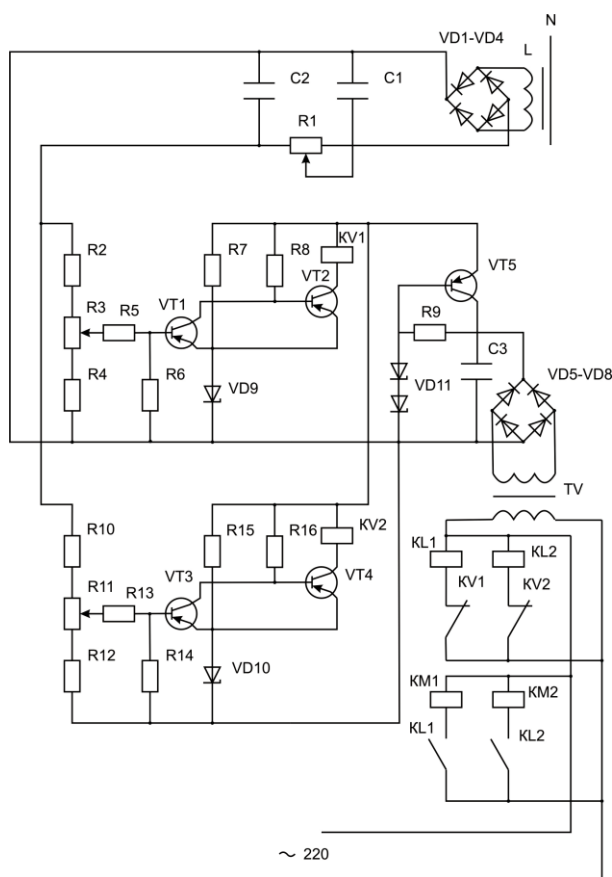 N
VD1-VD4
L
C2
C1
R1
R2
R7
R8
KV1
VT5
R3
R5
VT1
VT2
R9
R4
R6
VD9
VD11
C3
VD5-VD8
TV
R10
R15
R16
KV2
KL1
KL2
R11
R13
VT3
VT4
KV1
KV2
R12
R14
VD10
KM1
KM2
KL1
KL2
~ 220